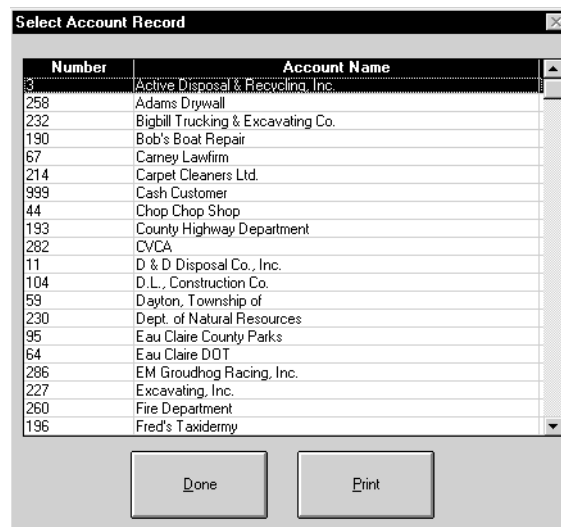 Select Account Record
Number Account Name
3 Active Disposal & Recycling, Inc.
258 Adams Drywall
232 Bigbill Trucking & Excavating Co.
190 Bob's Boat Repair
67 Carney Lawfirm
214 Carpet Cleaners Ltd.
999 Cash Customer
44 Chop Chop Shop
193 County Highway Department
282 CVCA
11 D & D Disposal Co., Inc.
104 D.L., Construction Co.
59 Dayton, Township of
230 Dept. of Natural Resources
95 Eau Claire County Parks
64 Eau Claire DOT
286 EM Groudhog Racing, Inc.
227 Excavating, Inc.
260 Fire Department
196 Fred's Taxidermy
Done Print